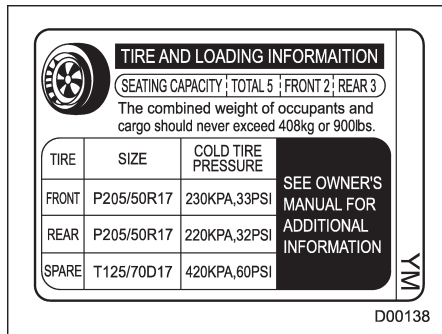 TIRE AND LOADING INFORMAITION
SEATING CAPACITY TOTAL 5 FRONT 2 REAR 3
The combined weight of occupants and
cargo should never exceed 408kg or 900lbs.
TIRE SIZE COLD TIRE PRESSURE
FRONT P205/50R17 230KPA,33PSI
REAR P205/50R17 220KPA,32PSI
SPARE T125/70D17 420KPA,60PSI
SEE OWNER'S
MANUAL FOR
ADDITIONAL
INFORMATION
YM
D00138